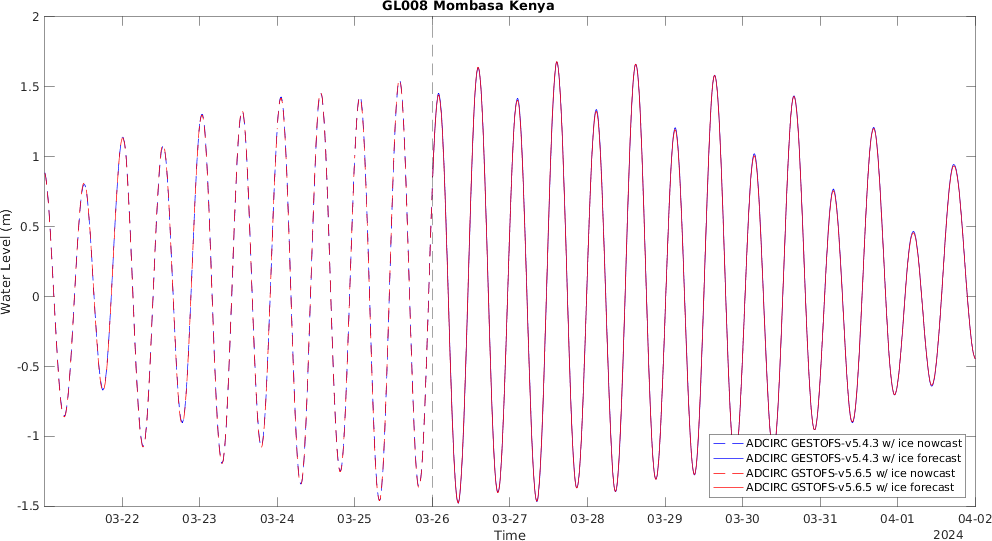 GL008 Mombasa Kenya
2
1.5
1
0.5
0
-0.5
-1
-1.5
Water Level (m)
ADCIRC GESTOFS-v5.4.3 w/ ice nowcast
ADCIRC GESTOFS-v5.4.3 w/ ice forecast
ADCIRC GSTOFS-v5.6.5 w/ ice nowcast
ADCIRC GSTOFS-v5.6.5 w/ ice forecast
03-22 03-23 03-24 03-25 03-26 03-27 03-28 03-29 03-30 03-31 04-01 04-02
Time
2024